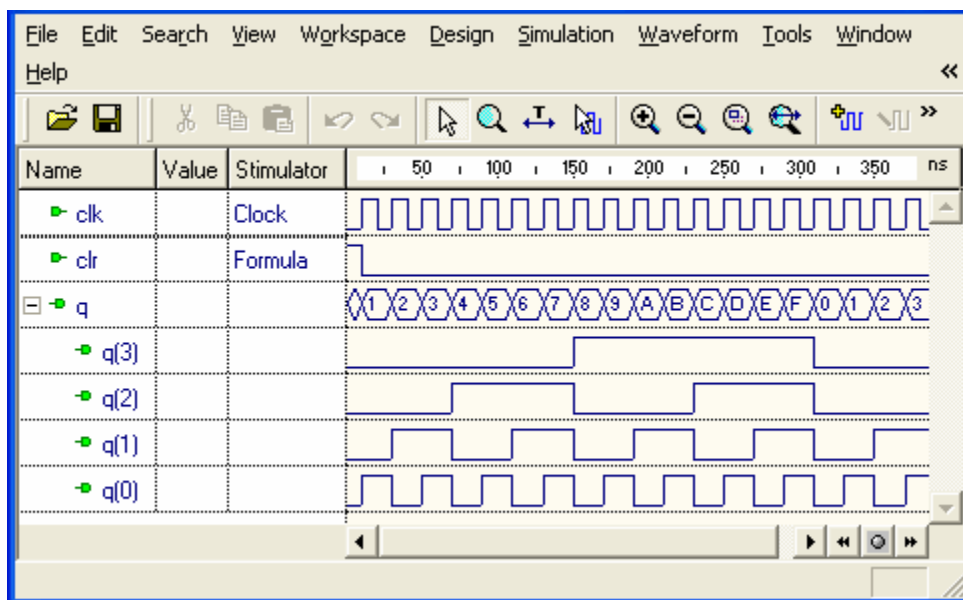 File Edit Search View Workspace Design Simulation Waveform Tools Window
Help
Name Value Stimulator 50 100 150 200 250 300 350 ns
clk Clock
clr Formula
q 1 2 3 4 5 6 7 8 9 A B C D E F 0 1 2 3
q(3)
q(2)
q(1)
q(0)